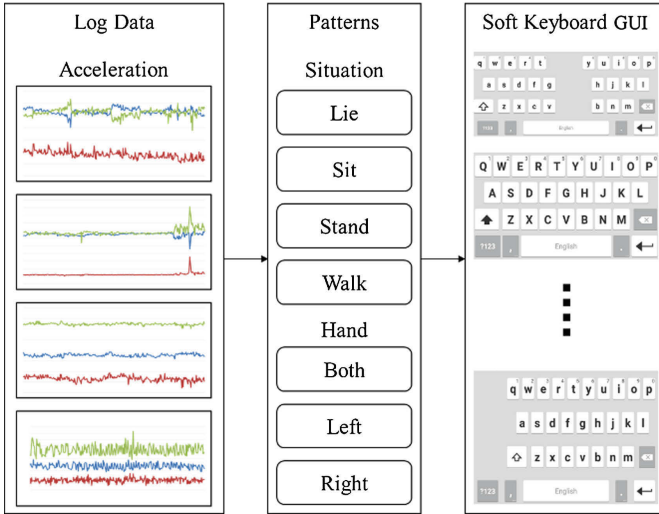 Log Data
Acceleration
Patterns
Situation
Lie
Sit
Stand
Walk
Hand
Both
Left
Right
Soft Keyboard GUI
q w e r t y u i o p
a s d f g h j k l
z x c v b n m
?123 , English .
Q W E R T Y U I O P
A S D F G H J K L
Z X C V B N M
?123 , English .
q w e r t y u i o p
a s d f g h j k l
z x c v b n m
?123 , English .